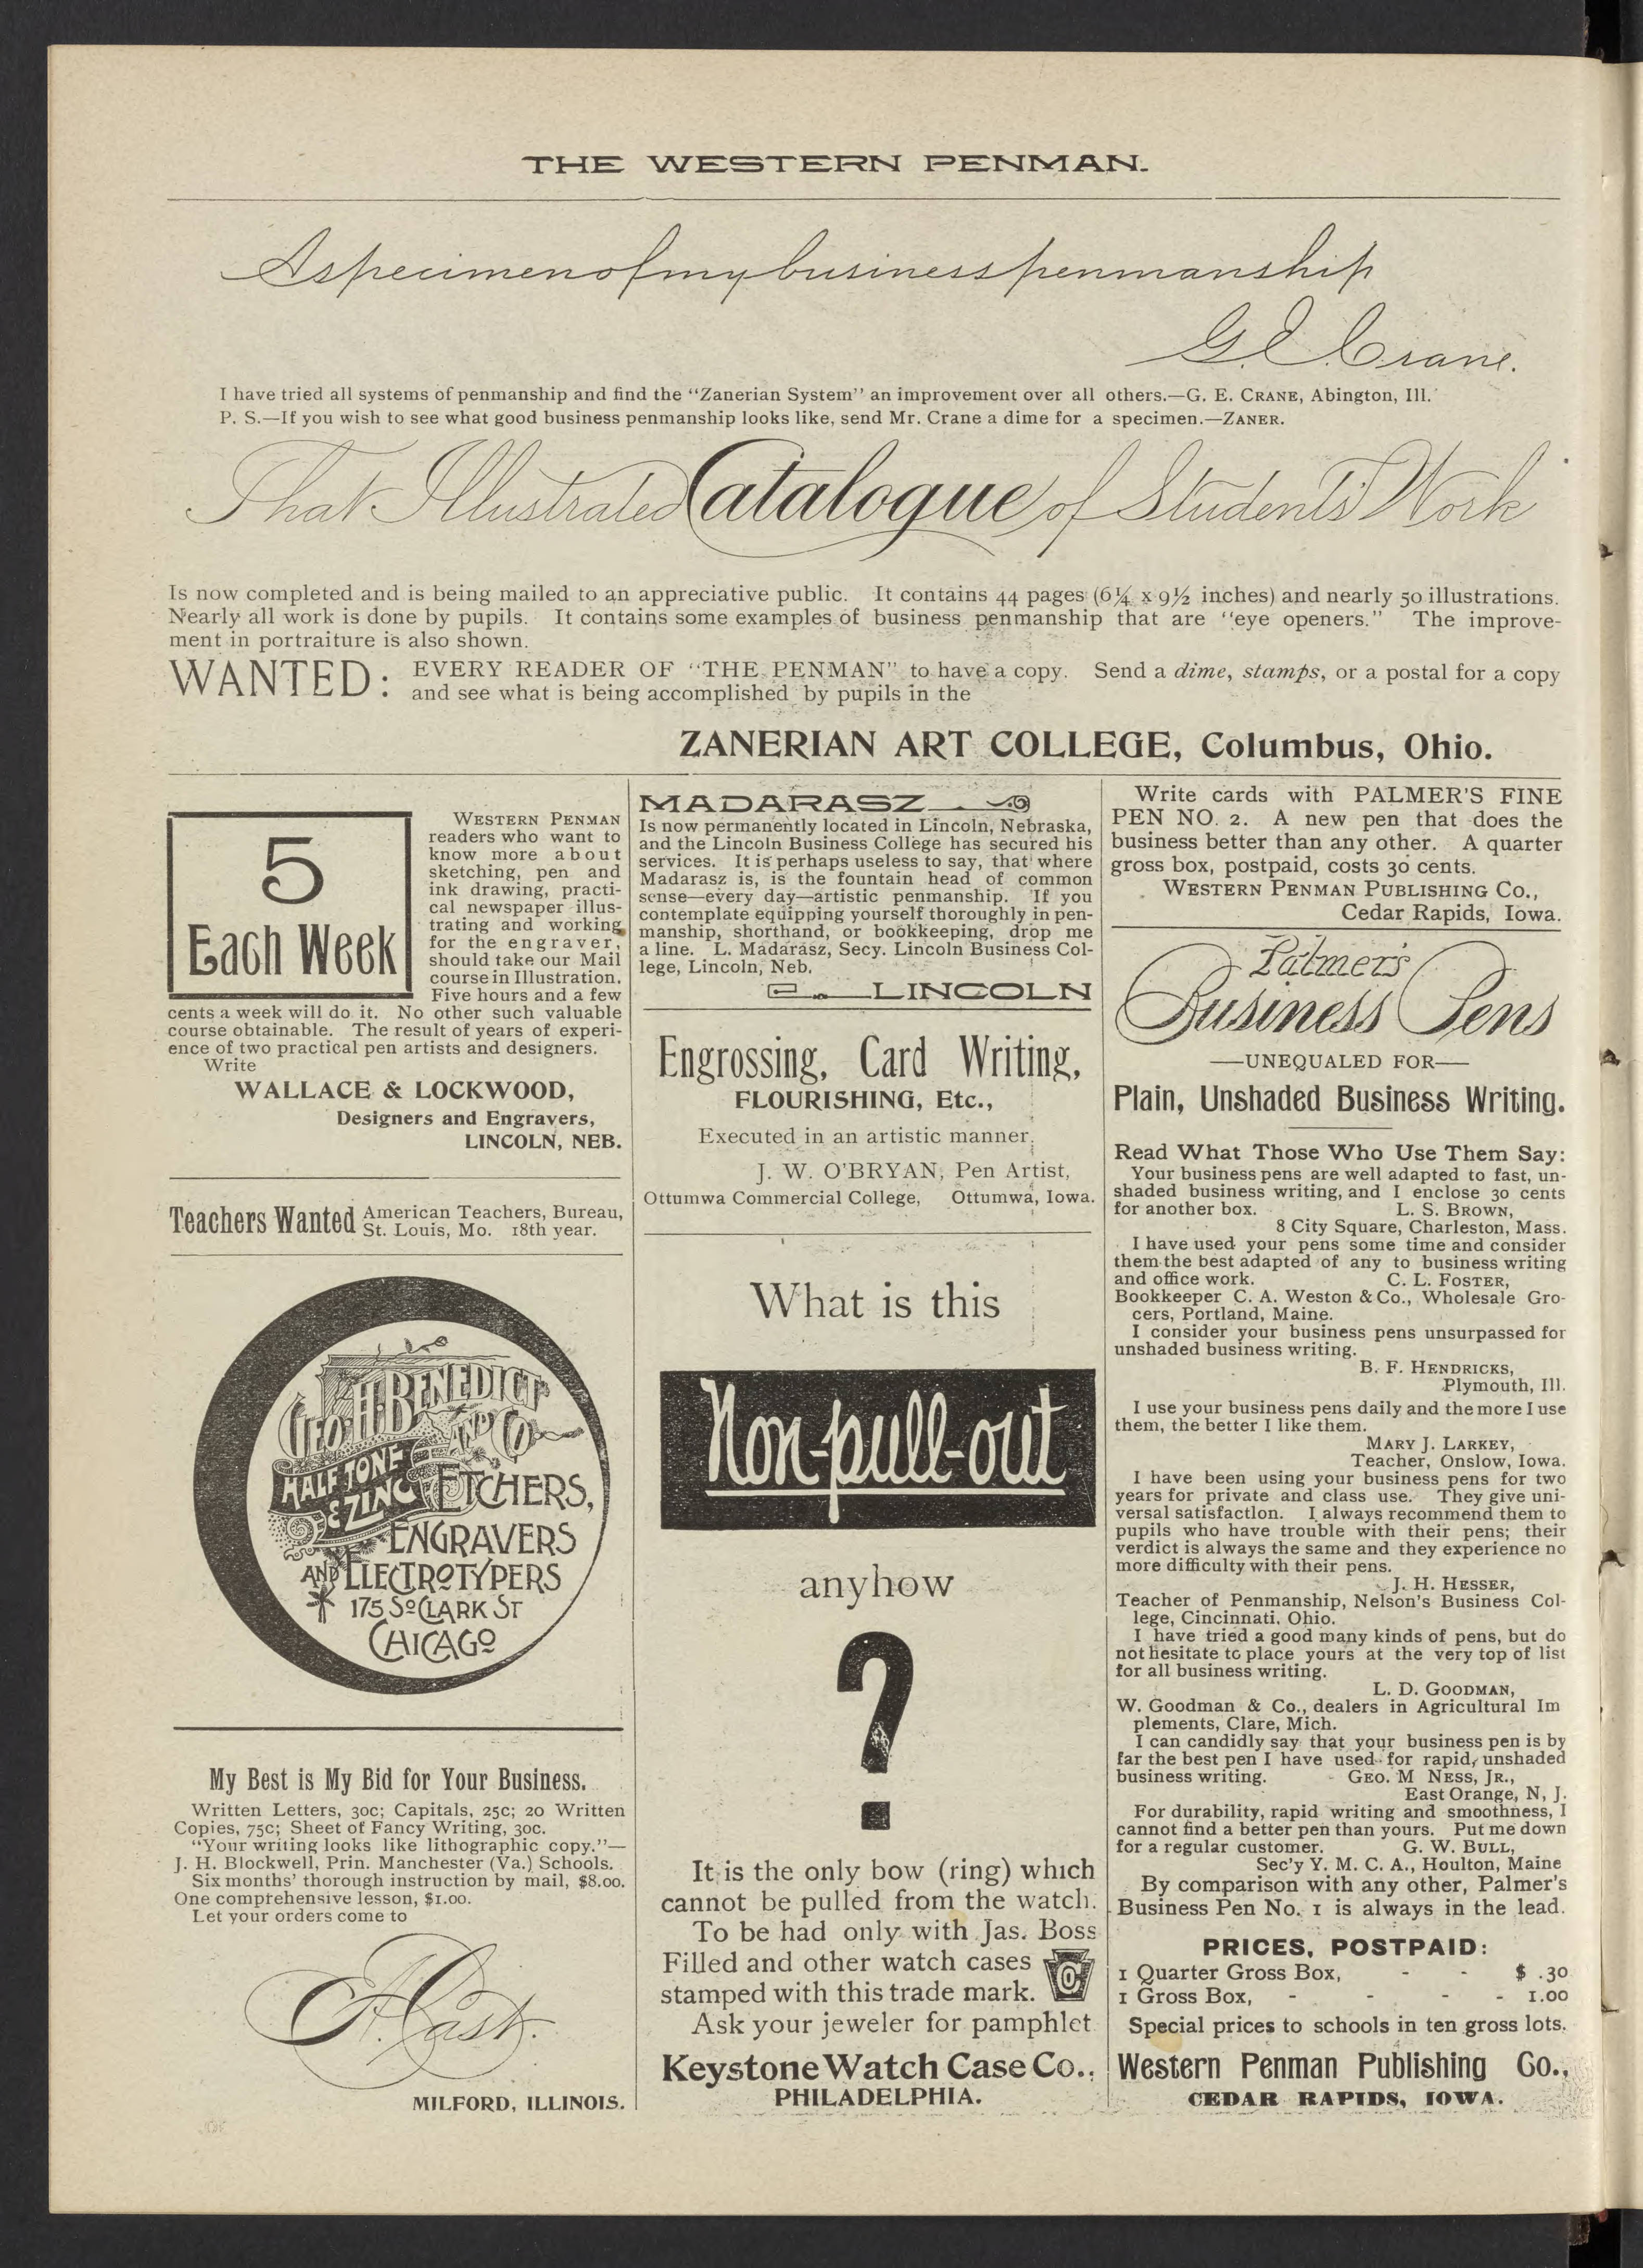 THE WESTERN PENMAN.
A specimen of my business penmanship
G. E. Crane.
I have tried all systems of penmanship and find the "Zanerian System" an improvement over all others.—G. E. CRANE, Abington, Ill.
P. S.—If you wish to see what good business penmanship looks like, send Mr. Crane a dime for a specimen.—ZANER.
That Illustrated Catalogue of Students' Work
Is now completed and is being mailed to an appreciative public. It contains 44 pages (6¼ x 9½ inches) and nearly 50 illustrations.
Nearly all work is done by pupils. It contains some examples of business penmanship that are "eye openers." The improve-
ment in portraiture is also shown.
WANTED: EVERY READER OF "THE PENMAN" to have a copy. Send a dime, stamps, or a postal for a copy
and see what is being accomplished by pupils in the
ZANERIAN ART COLLEGE, Columbus, Ohio.
5
Each Week
WESTERN PENMAN
readers who want to
know more about
sketching, pen and
ink drawing, practi-
cal newspaper illus-
trating and working
for the engraver,
should take our Mail
course in Illustration.
Five hours and a few
cents a week will do it. No other such valuable
course obtainable. The result of years of experi-
ence of two practical pen artists and designers.
Write
WALLACE & LOCKWOOD,
Designers and Engravers,
LINCOLN, NEB.
Teachers Wanted American Teachers, Bureau,
St. Louis, Mo. 18th year.
GEO. H. BENEDICT
AND CO
HALF TONE
& ZINC ETCHERS,
ENGRAVERS
AND ELECTROTYPERS
175 So CLARK ST
CHICAGO
My Best is My Bid for Your Business.
Written Letters, 30c; Capitals, 25c; 20 Written
Copies, 75c; Sheet of Fancy Writing, 30c.
"Your writing looks like lithographic copy."—
J. H. Blockwell, Prin. Manchester (Va.) Schools.
Six months' thorough instruction by mail, $8.00.
One comprehensive lesson, $1.00.
Let your orders come to
A. P. Cast.
MILFORD, ILLINOIS.
MADARASZ
Is now permanently located in Lincoln, Nebraska,
and the Lincoln Business College has secured his
services. It is perhaps useless to say, that where
Madarasz is, is the fountain head of common
sense—every day—artistic penmanship. If you
contemplate equipping yourself thoroughly in pen-
manship, shorthand, or bookkeeping, drop me
a line. L. Madarasz, Secy. Lincoln Business Col-
lege, Lincoln, Neb.
LINCOLN
Engrossing, Card Writing,
FLOURISHING, Etc.,
Executed in an artistic manner.
J. W. O'BRYAN, Pen Artist,
Ottumwa Commercial College, Ottumwa, Iowa.
What is this
Non-pull-out
anyhow
?
It is the only bow (ring) which
cannot be pulled from the watch.
To be had only with Jas. Boss
Filled and other watch cases
stamped with this trade mark.
Ask your jeweler for pamphlet
Keystone Watch Case Co.,
PHILADELPHIA.
Write cards with PALMER'S FINE
PEN NO. 2. A new pen that does the
business better than any other. A quarter
gross box, postpaid, costs 30 cents.
WESTERN PENMAN PUBLISHING CO.,
Cedar Rapids, Iowa.
Palmer's
Business Pens
—UNEQUALED FOR—
Plain, Unshaded Business Writing.
Read What Those Who Use Them Say:
Your business pens are well adapted to fast, un-
shaded business writing, and I enclose 30 cents
for another box. L. S. BROWN,
8 City Square, Charleston, Mass.
I have used your pens some time and consider
them the best adapted of any to business writing
and office work. C. L. FOSTER,
Bookkeeper C. A. Weston & Co., Wholesale Gro-
cers, Portland, Maine.
I consider your business pens unsurpassed for
unshaded business writing.
B. F. HENDRICKS,
Plymouth, Ill.
I use your business pens daily and the more I use
them, the better I like them.
MARY J. LARKEY,
Teacher, Onslow, Iowa.
I have been using your business pens for two
years for private and class use. They give uni-
versal satisfaction. I always recommend them to
pupils who have trouble with their pens; their
verdict is always the same and they experience no
more difficulty with their pens.
J. H. HESSER,
Teacher of Penmanship, Nelson's Business Col-
lege, Cincinnati, Ohio.
I have tried a good many kinds of pens, but do
not hesitate to place yours at the very top of list
for all business writing.
L. D. GOODMAN,
W. Goodman & Co., dealers in Agricultural Im
plements, Clare, Mich.
I can candidly say that your business pen is by
far the best pen I have used for rapid, unshaded
business writing. GEO. M NESS, JR.,
East Orange, N, J.
For durability, rapid writing and smoothness, I
cannot find a better pen than yours. Put me down
for a regular customer. G. W. BULL,
Sec'y Y. M. C. A., Houlton, Maine
By comparison with any other, Palmer's
Business Pen No. 1 is always in the lead.
PRICES, POSTPAID:
1 Quarter Gross Box, - - $ .30
1 Gross Box, - - - - 1.00
Special prices to schools in ten gross lots.
Western Penman Publishing Co.,
CEDAR RAPIDS, IOWA.